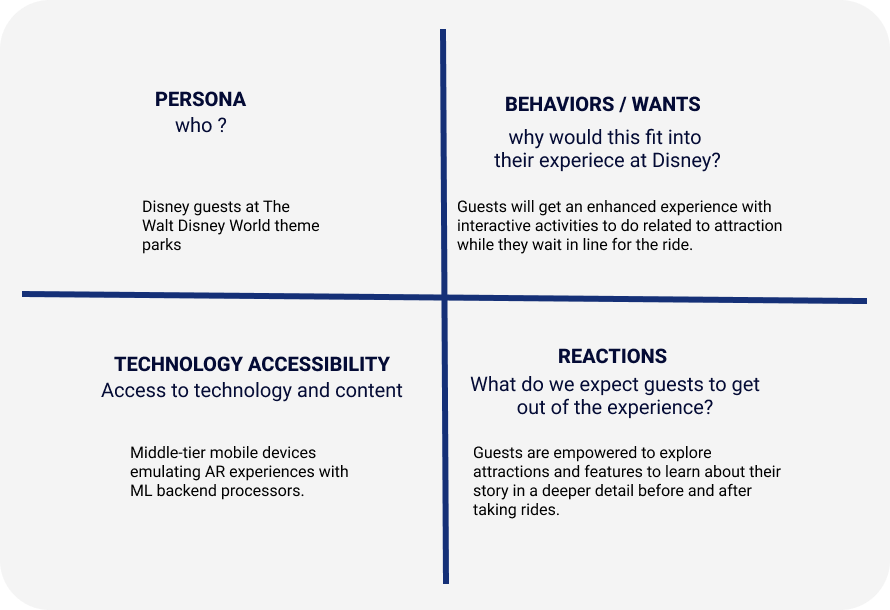 PERSONA
who ?
Disney guests at The
Walt Disney World theme
parks
BEHAVIORS / WANTS
why would this fit into
their experiece at Disney?
Guests will get an enhanced experience with
interactive activities to do related to attraction
while they wait in line for the ride.
TECHNOLOGY ACCESSIBILITY
Access to technology and content
Middle-tier mobile devices
emulating AR experiences with
ML backend processors.
REACTIONS
What do we expect guests to get
out of the experience?
Guests are empowered to explore
attractions and features to learn about their
story in a deeper detail before and after
taking rides.